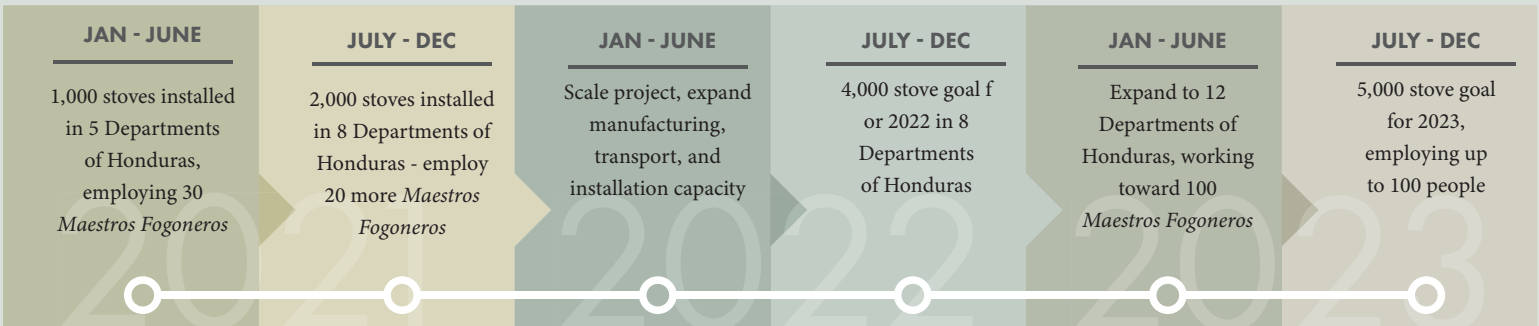 JAN - JUNE
1,000 stoves installed
in 5 Departments
of Honduras,
employing 30
Maestros Fogoneros
JULY - DEC
2,000 stoves installed
in 8 Departments of
Honduras - employ
20 more Maestros
Fogoneros
2021
JAN - JUNE
Scale project, expand
manufacturing,
transport, and
installation capacity
JULY - DEC
4,000 stove goal f
or 2022 in 8
Departments
of Honduras
2022
JAN - JUNE
Expand to 12
Departments of
Honduras, working
toward 100
Maestros Fogoneros
JULY - DEC
5,000 stove goal
for 2023,
employing up
to 100 people
2023